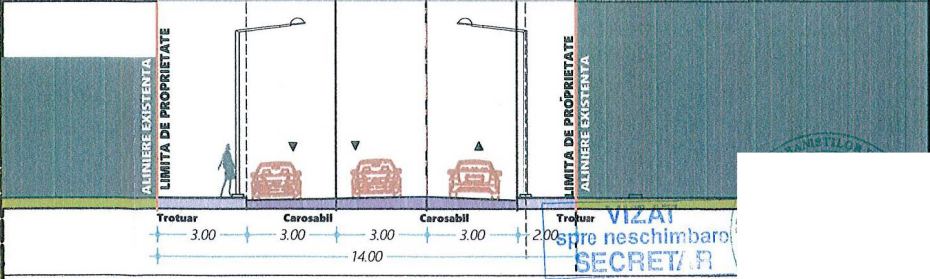 ALINIERE EXISTENTA
LIMITA DE PROPRIETATE
LIMITA DE PROPRIETATE
ALINIERE EXISTENTA
Trotuar
Carosabil
Carosabil
Trotuar
3.00
3.00
3.00
3.00
2.00
14.00
VIZAT
spre neschimbare
SECRETAR